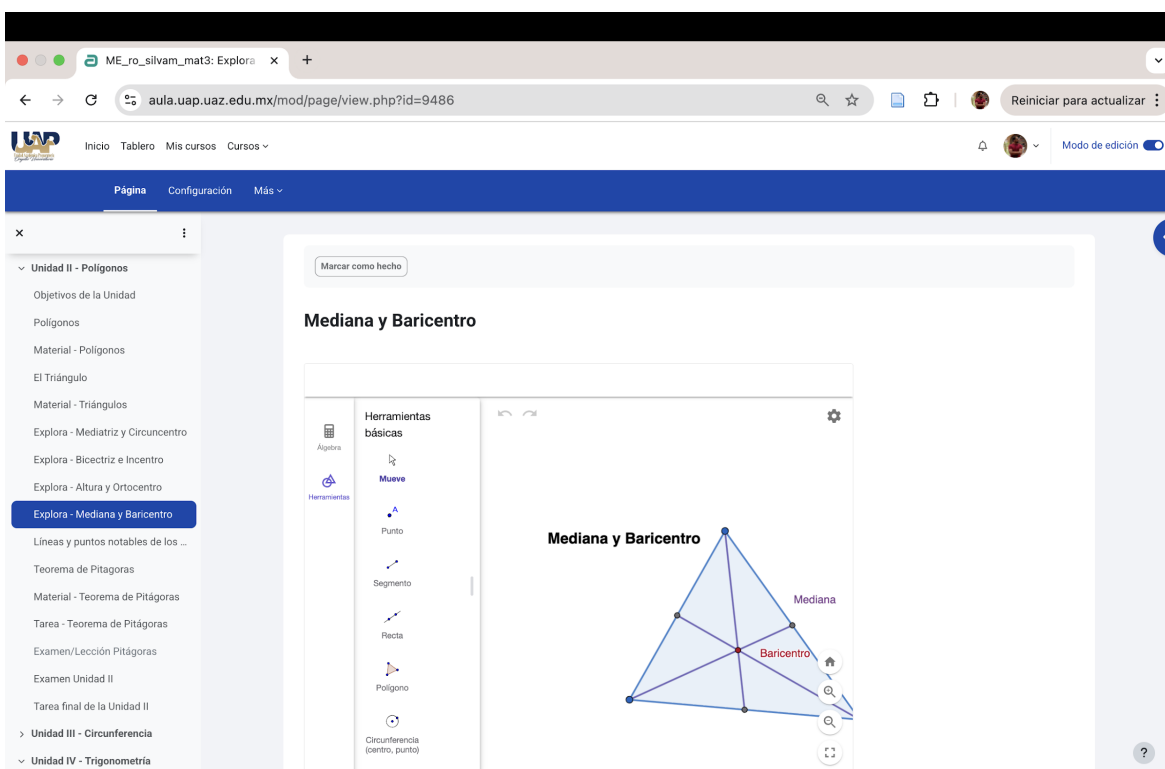 ME_ro_silvam_mat3: Explora
aula.uap.uaz.edu.mx/mod/page/view.php?id=9486
Reiniciar para actualizar
UAP
Inicio Tablero Mis cursos Cursos
Modo de edición
Página Configuración Más
Unidad II - Polígonos
Objetivos de la Unidad
Polígonos
Material - Polígonos
El Triángulo
Material - Triángulos
Explora - Mediatriz y Circuncentro
Explora - Bicectriz e Incentro
Explora - Altura y Ortocentro
Explora - Mediana y Baricentro
Líneas y puntos notables de los ...
Teorema de Pitagoras
Material - Teorema de Pitágoras
Tarea - Teorema de Pitágoras
Examen/Lección Pitágoras
Examen Unidad II
Tarea final de la Unidad II
Unidad III - Circunferencia
Unidad IV - Trigonometría
Marcar como hecho
Mediana y Baricentro
Álgebra
Herramientas
Herramientas
básicas
Mueve
A
Punto
Segmento
Recta
Polígono
Circunferencia
(centro, punto)
Mediana y Baricentro
Mediana
Baricentro
?